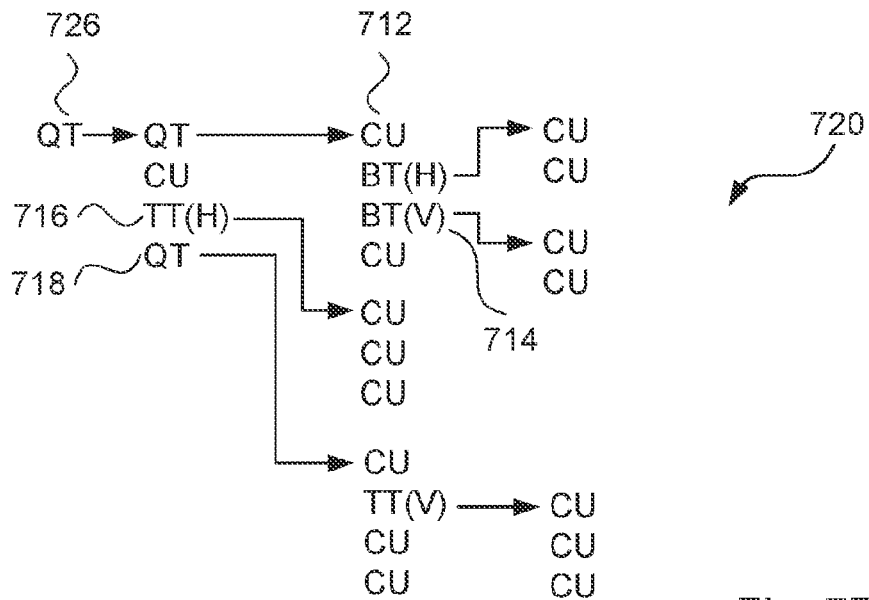 726 712
QT QT CU CU 720
CU BT(H) CU
716 TT(H) BT(V) CU
718 QT CU CU
CU 714
CU
CU
CU
TT(V) CU
CU CU
CU CU